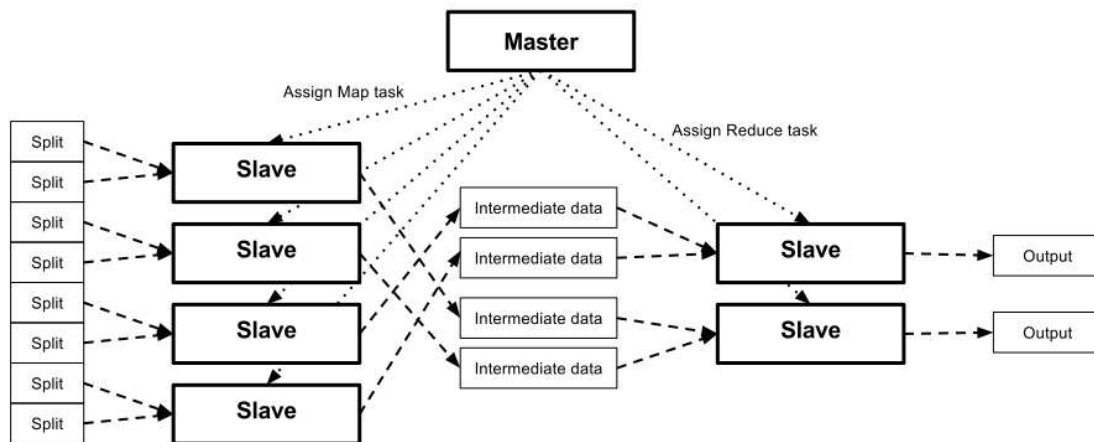 Master
Assign Map task
Assign Reduce task
Split
Split
Split
Split
Split
Split
Split
Split
Slave
Slave
Slave
Slave
Intermediate data
Intermediate data
Intermediate data
Intermediate data
Slave
Slave
Output
Output